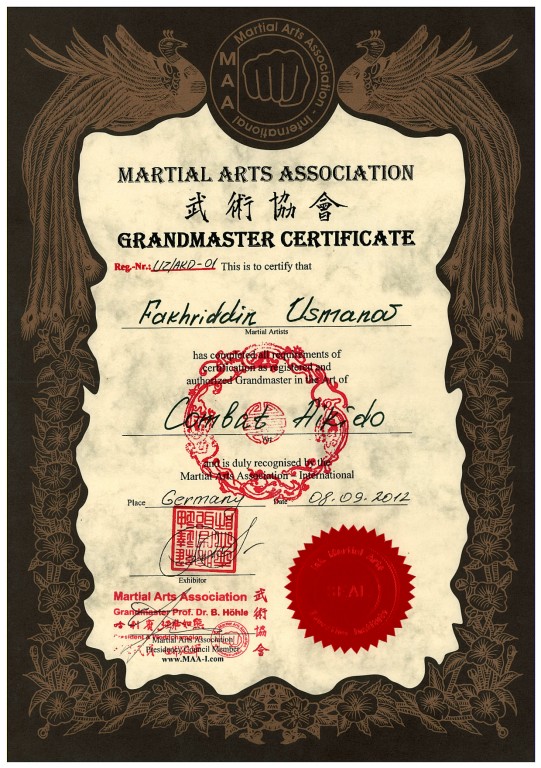 Martial Arts Association - International
MAA
MARTIAL ARTS ASSOCIATION
武術協會
GRANDMASTER CERTIFICATE
Reg.-Nr.: UZ/AKD-01 This is to certify that
Fakhriddin Usmanov
Martial Artists
has completed all requirements of
certification as registered and
authorized Grandmaster in the Art of
Combat Aikido
and is duly recognised by the
Martial Arts Association - International
Place Germany Date 08.09.2012
Exhibitor
Martial Arts Association
Grandmaster Prof. Dr. B. Höhle
武術協會
Martial Arts Association
Presidency/Council Member
www.MAA-I.com